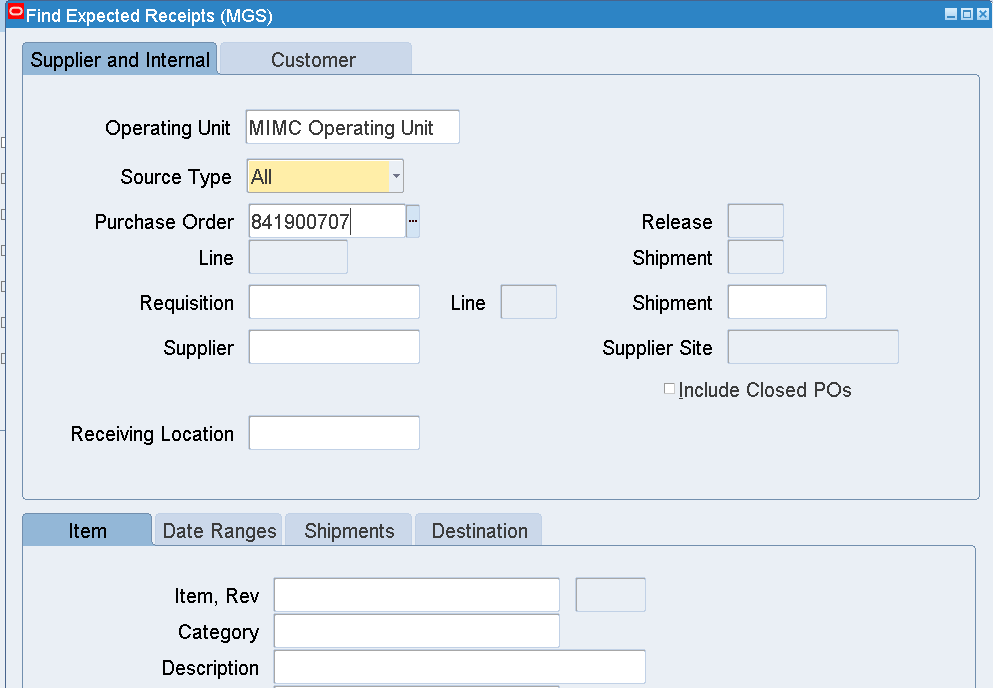 Find Expected Receipts (MGS)
Supplier and Internal Customer
Operating Unit MIMC Operating Unit
Source Type All
Purchase Order 841900707 ... Release
Line Shipment
Requisition Line Shipment
Supplier Supplier Site
Include Closed POs
Receiving Location
Item Date Ranges Shipments Destination
Item, Rev
Category
Description